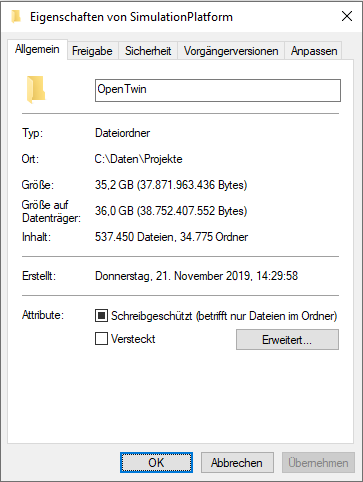 Eigenschaften von SimulationPlatform
Allgemein Freigabe Sicherheit Vorgängerversionen Anpassen
OpenTwin
Typ: Dateiordner
Ort: C:\Daten\Projekte
Größe: 35,2 GB (37.871.963.436 Bytes)
Größe auf
Datenträger: 36,0 GB (38.752.407.552 Bytes)
Inhalt: 537.450 Dateien, 34.775 Ordner
Erstellt: Donnerstag, 21. November 2019, 14:29:58
Attribute: Schreibgeschützt (betrifft nur Dateien im Ordner)
Versteckt Erweitert...
OK Abbrechen Übernehmen